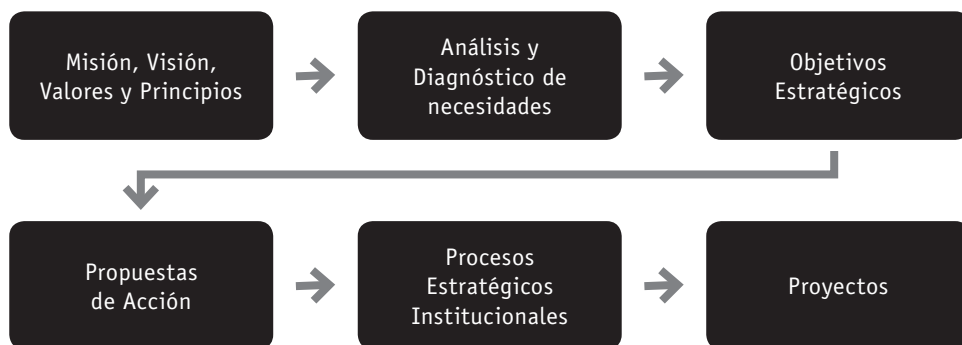 Misión, Visión,
Valores y Principios
Análisis y
Diagnóstico de
necesidades
Objetivos
Estratégicos
Propuestas
de Acción
Procesos
Estratégicos
Institucionales
Proyectos